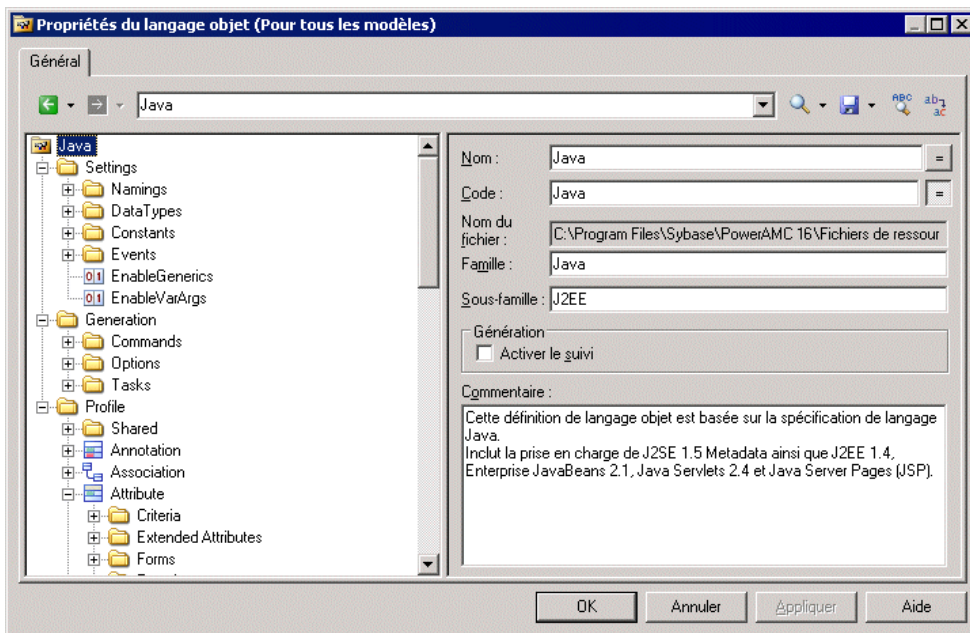 Propriétés du langage objet (Pour tous les modèles)
Général
Java
ABC
ab
ac
Java
Settings
Namings
DataTypes
Constants
Events
EnableGenerics
EnableVarArgs
Generation
Commands
Options
Tasks
Profile
Shared
Annotation
Association
Attribute
Criteria
Extended Attributes
Forms
Nom :
Java
=
Code :
Java
=
Nom du
fichier :
C:\Program Files\Sybase\PowerAMC 16\Fichiers de ressour
Famille :
Java
Sous-famille :
J2EE
Génération
Activer le suivi
Commentaire :
Cette définition de langage objet est basée sur la spécification de langage
Java.
Inclut la prise en charge de J2SE 1.5 Metadata ainsi que J2EE 1.4,
Enterprise JavaBeans 2.1, Java Servlets 2.4 et Java Server Pages (JSP).
OK
Annuler
Appliquer
Aide